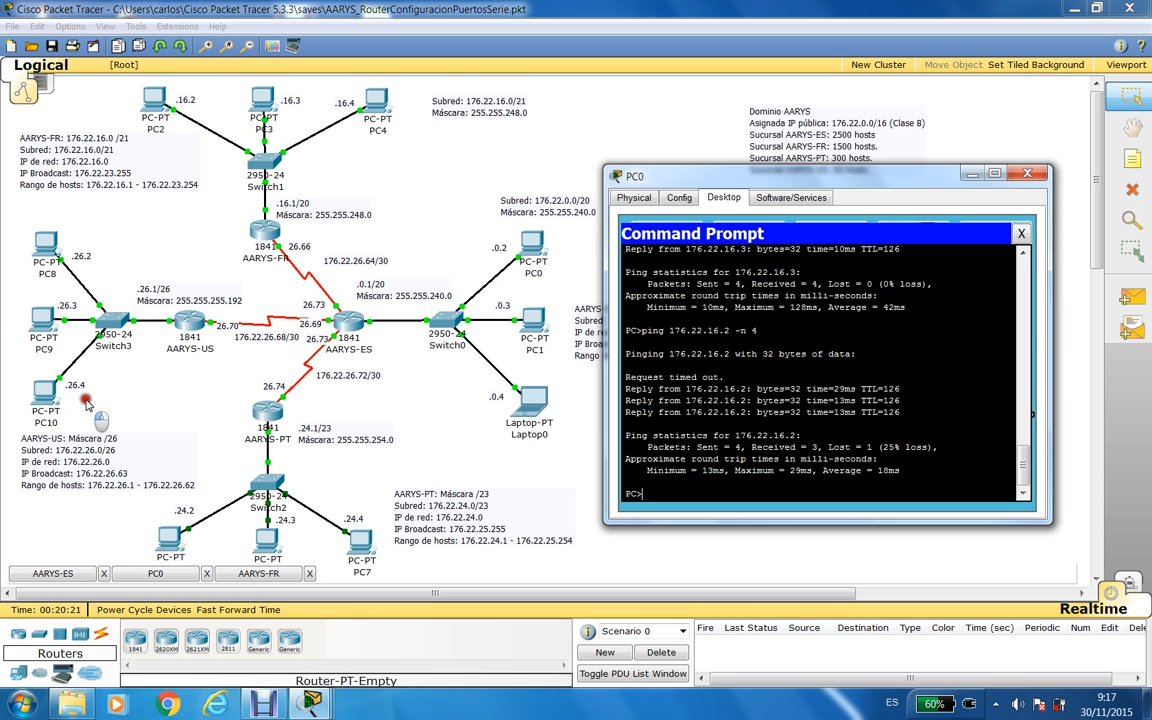 Cisco Packet Tracer - C:\Users\carlos\Cisco Packet Tracer 5.3.3\saves\AARYS_RouterConfiguracionPuertosSerie.pkt
File Edit Options View Tools Extensions Help
Logical
[Root]
New Cluster
Move Object
Set Tiled Background
Viewport
.16.2
PC-PT
PC2
.16.3
PC-PT
PC3
.16.4
PC-PT
PC4
Subred: 176.22.16.0/21
Máscara: 255.255.248.0
Dominio AARYS
Asignada IP pública: 176.22.0.0/16 (Clase B)
Sucursal AARYS-ES: 2500 hosts
Sucursal AARYS-FR: 1500 hosts.
Sucursal AARYS-PT: 300 hosts.
AARYS-FR: 176.22.16.0 /21
Subred: 176.22.16.0/21
IP de red: 176.22.16.0
IP Broadcast: 176.22.23.255
Rango de hosts: 176.22.16.1 - 176.22.23.254
2950-24
Switch1
.16.1/20
Máscara: 255.255.248.0
1841
AARYS-FR
26.66
176.22.26.64/30
Subred: 176.22.0.0/20
Máscara: 255.255.240.0
.0.2
PC-PT
PC0
.26.2
PC-PT
PC8
.26.3
PC-PT
PC9
.26.1/26
Máscara: 255.255.255.192
2950-24
Switch3
1841
AARYS-US
26.70
176.22.26.68/30
26.73
26.69
26.73
.0.1/20
Máscara: 255.255.240.0
1841
AARYS-ES
2950-24
Switch0
.0.3
PC-PT
PC1
AARYS-
Subred
IP de
IP Bro
Rango
.26.4
PC-PT
PC10
176.22.26.72/30
26.74
.0.4
Laptop-PT
Laptop0
1841
AARYS-PT
.24.1/23
Máscara: 255.255.254.0
AARYS-US: Máscara /26
Subred: 176.22.26.0/26
IP de red: 176.22.26.0
IP Broadcast: 176.22.26.63
Rango de hosts: 176.22.26.1 - 176.22.26.62
2950-24
Switch2
.24.2
PC-PT
.24.3
PC-PT
.24.4
PC-PT
PC7
AARYS-PT: Máscara /23
Subred: 176.22.24.0/23
IP de red: 176.22.24.0
IP Broadcast: 176.22.25.255
Rango de hosts: 176.22.24.1 - 176.22.25.254
PC0
Physical Config Desktop Software/Services
Command Prompt
X
Reply from 176.22.16.3: bytes=32 time=10ms TTL=126
Ping statistics for 176.22.16.3:
Packets: Sent = 4, Received = 4, Lost = 0 (0% loss),
Approximate round trip times in milli-seconds:
Minimum = 10ms, Maximum = 128ms, Average = 42ms
PC>ping 176.22.16.2 -n 4
Pinging 176.22.16.2 with 32 bytes of data:
Request timed out.
Reply from 176.22.16.2: bytes=32 time=29ms TTL=126
Reply from 176.22.16.2: bytes=32 time=13ms TTL=126
Reply from 176.22.16.2: bytes=32 time=13ms TTL=126
Ping statistics for 176.22.16.2:
Packets: Sent = 4, Received = 3, Lost = 1 (25% loss),
Approximate round trip times in milli-seconds:
Minimum = 13ms, Maximum = 29ms, Average = 18ms
PC>
AARYS-ES X PC0 X AARYS-FR X
Time: 00:20:21
Power Cycle Devices Fast Forward Time
Realtime
Routers
1841
2620XM
2621XM
2811
Generic
Generic
Router-PT-Empty
Scenario 0
New
Delete
Toggle PDU List Window
Fire Last Status Source Destination Type Color Time (sec) Periodic Num Edit Dele
ES
60%
9:17
30/11/2015